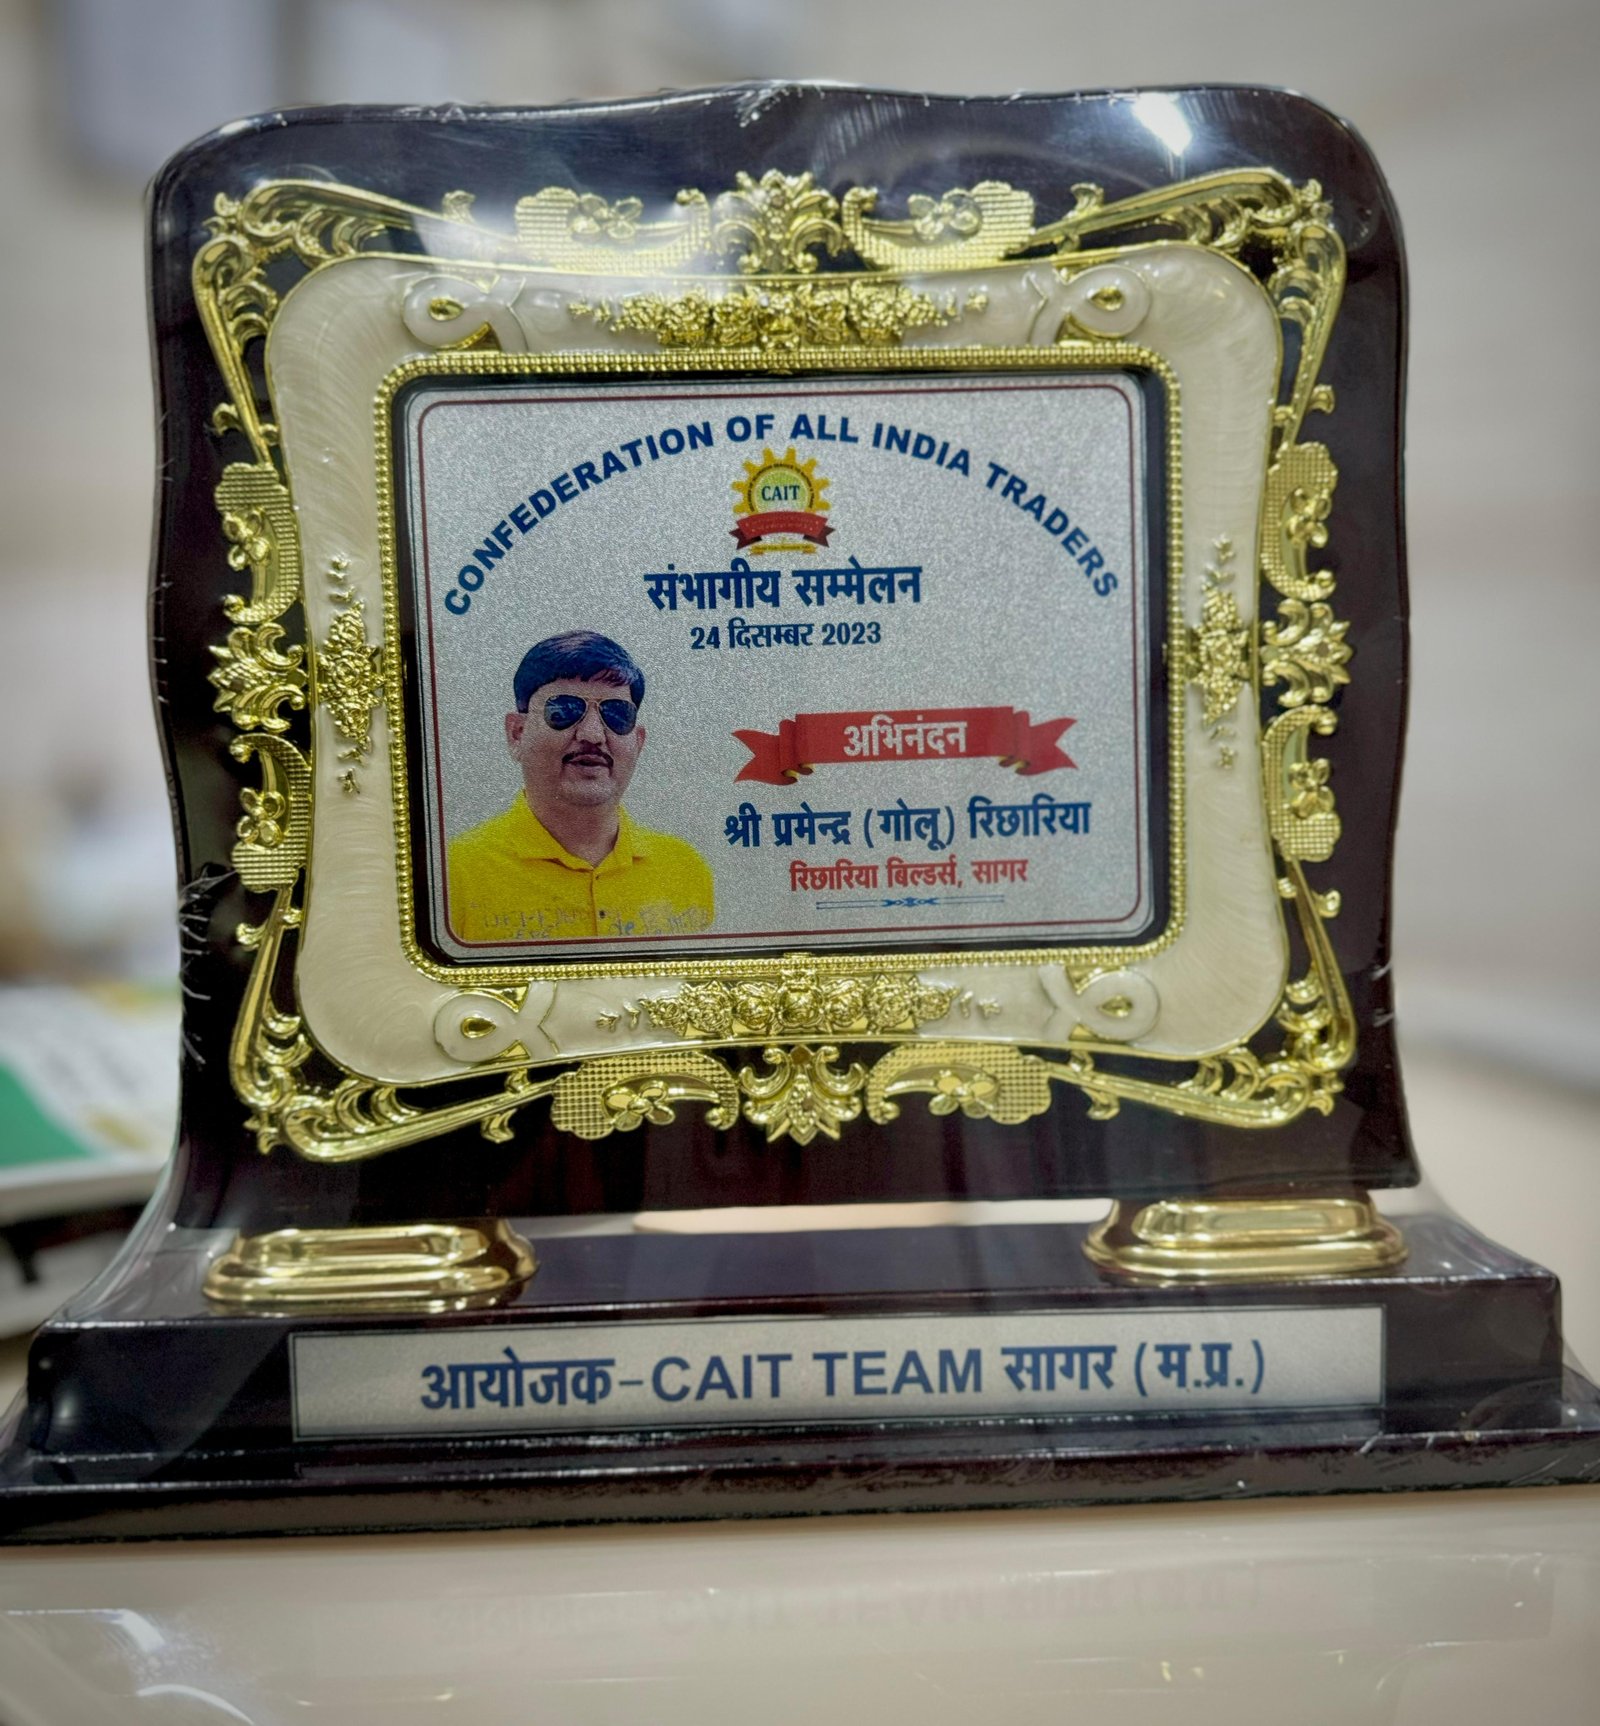 CONFEDERATION OF ALL INDIA TRADERS
CAIT
संभागीय सम्मेलन
24 दिसम्बर 2023
अभिनंदन
श्री प्रमेन्द्र (गोलू) रिछारिया
रिछारिया बिल्डर्स, सागर
आयोजक-CAIT TEAM सागर (म.प्र.)